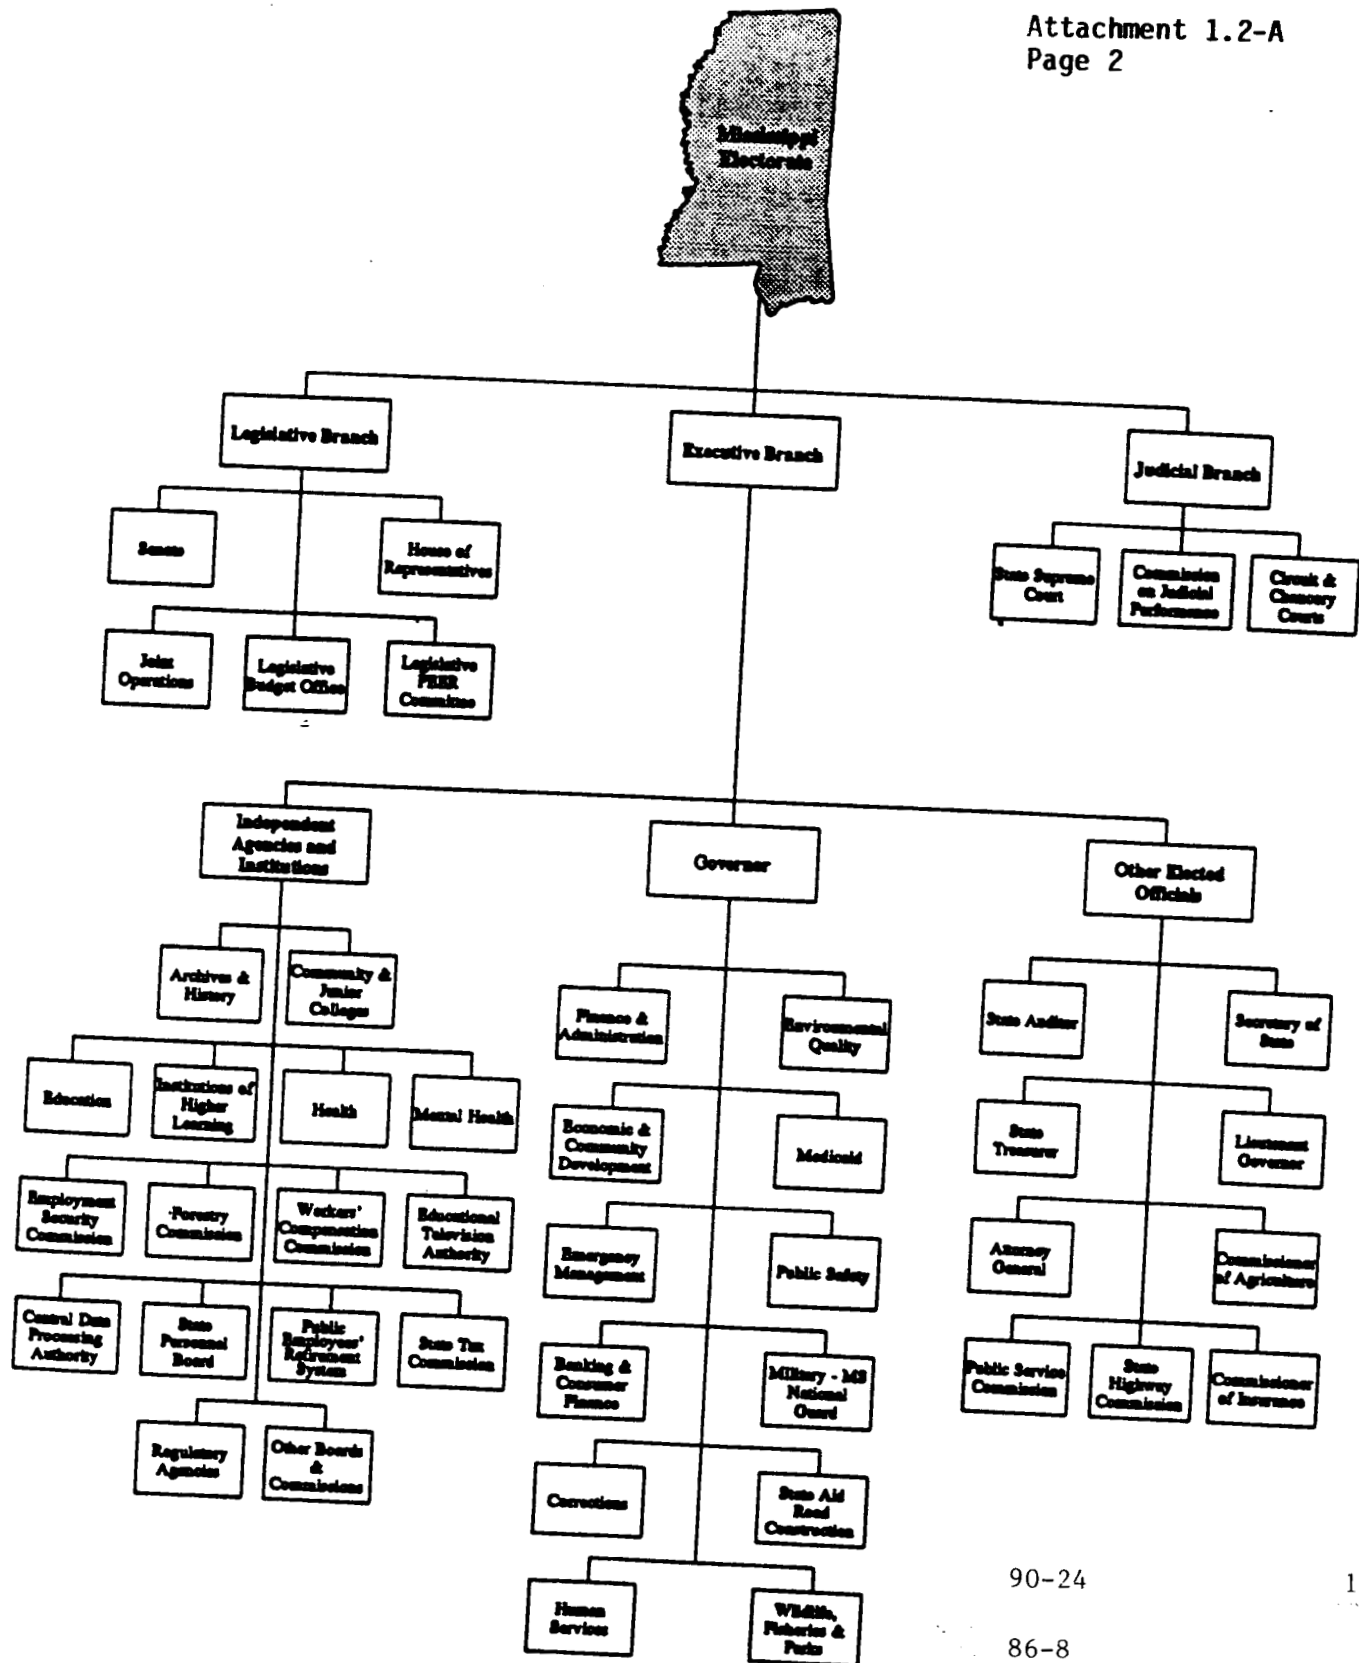 Attachment 1.2-A
Page 2
Mississippi
Electorate
Legislative Branch
Executive Branch
Judicial Branch
Senate
House of
Representatives
State Supreme
Court
Commission
on Judicial
Performance
Circuit &
Chancery
Courts
Joint
Operations
Legislative
Budget Office
Legislative
PEER
Committee
Independent
Agencies and
Institutions
Governor
Other Elected
Officials
Archives &
History
Community &
Junior
Colleges
Education
Institutions of
Higher
Learning
Health
Mental Health
Employment
Security
Commission
Forestry
Commission
Workers'
Compensation
Commission
Educational
Television
Authority
Central Data
Processing
Authority
State
Personnel
Board
Public
Employees'
Retirement
System
State Tax
Commission
Regulatory
Agencies
Other Boards
&
Commissions
Finance &
Administration
Environmental
Quality
Economic &
Community
Development
Medicaid
Emergency
Management
Public Safety
Banking &
Consumer
Finance
Military - MS
National
Guard
Corrections
State Aid
Road
Construction
Human
Services
Wildlife,
Fisheries &
Parks
State Auditor
Secretary of
State
State
Treasurer
Lieutenant
Governor
Attorney
General
Commissioner
of Agriculture
Public Service
Commission
State
Highway
Commission
Commissioner
of Insurance
90-24
1
86-8